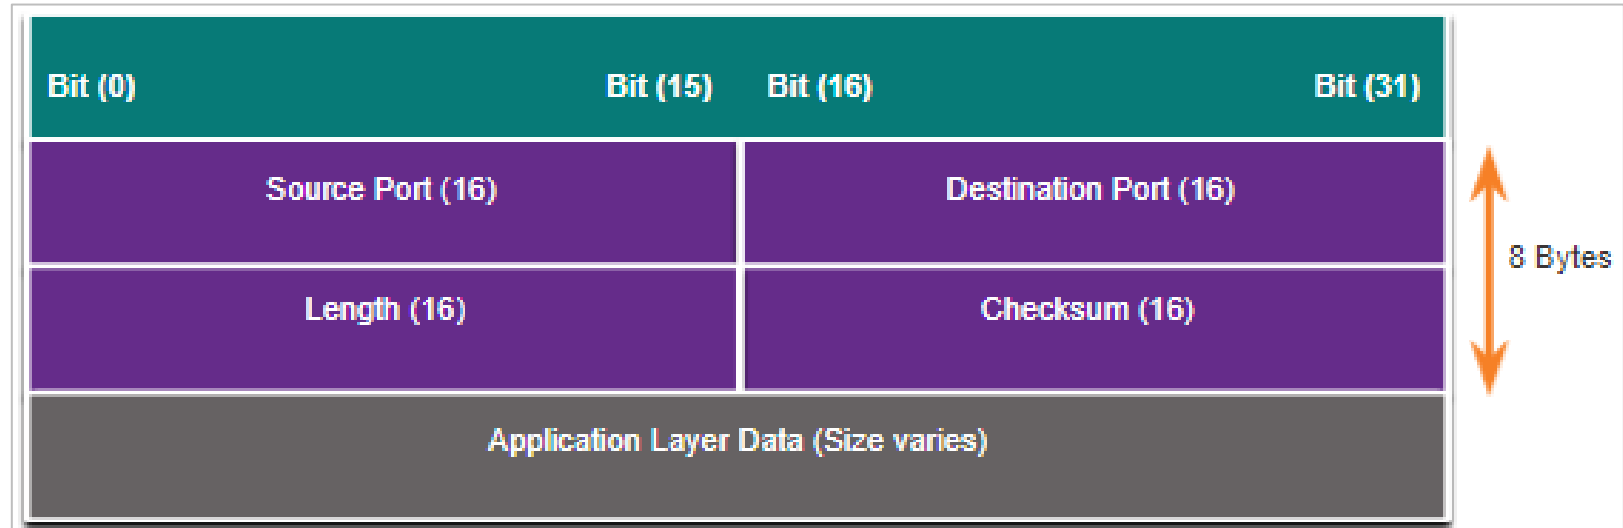 Bit (0) Bit (15) Bit (16) Bit (31)
Source Port (16) Destination Port (16)
8 Bytes
Length (16) Checksum (16)
Application Layer Data (Size varies)